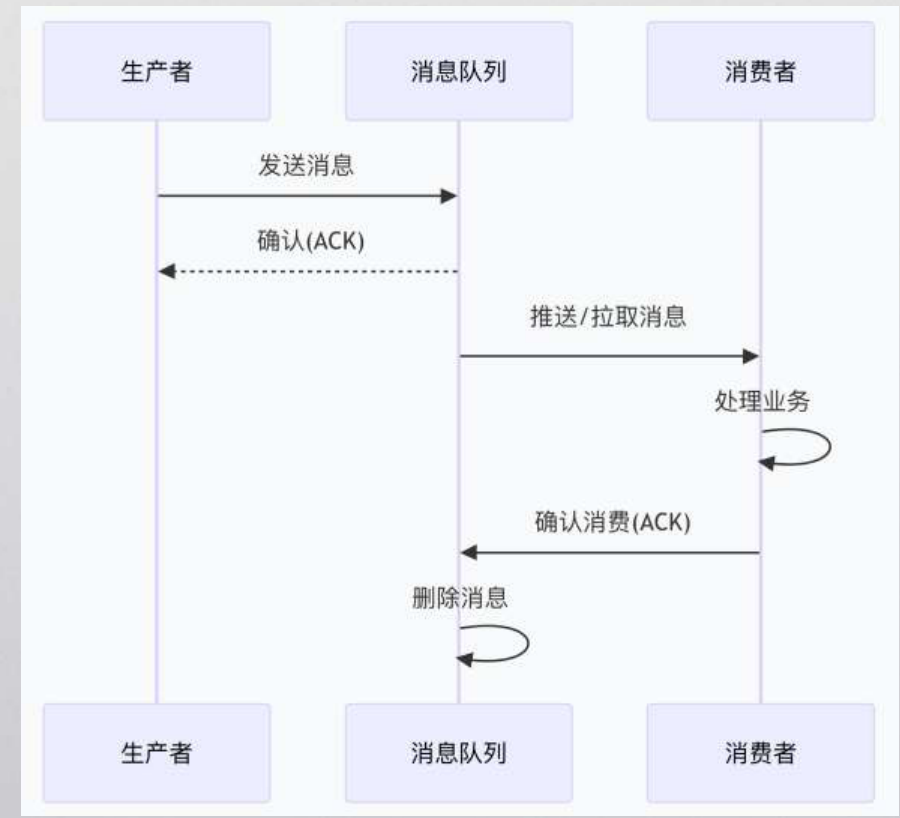 生产者
消息队列
消费者
发送消息
确认(ACK)
推送/拉取消息
处理业务
确认消费(ACK)
删除消息
生产者
消息队列
消费者